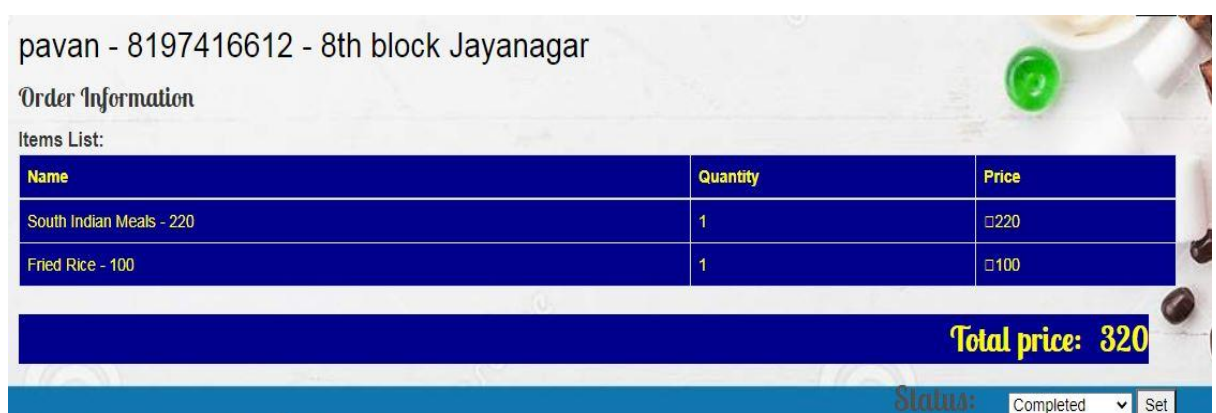 pavan - 8197416612 - 8th block Jayanagar
Order Information
Items List:
Name Quantity Price
South Indian Meals - 220 1 □220
Fried Rice - 100 1 □100
Total price: 320
Status: Completed Set